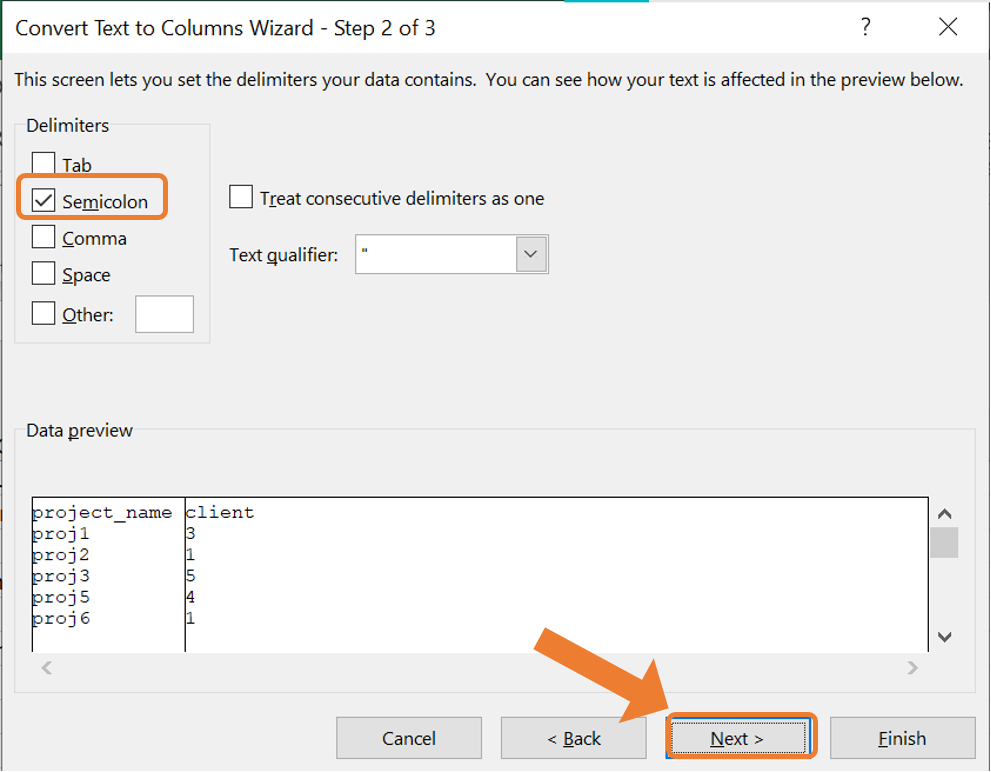 Convert Text to Columns Wizard - Step 2 of 3
?
This screen lets you set the delimiters your data contains.  You can see how your text is affected in the preview below.
Delimiters
Tab
Semicolon
Comma
Space
Other:
Treat consecutive delimiters as one
Text qualifier: "
Data preview
project_name client
proj1 3
proj2 1
proj3 5
proj5 4
proj6 1
Cancel < Back Next > Finish